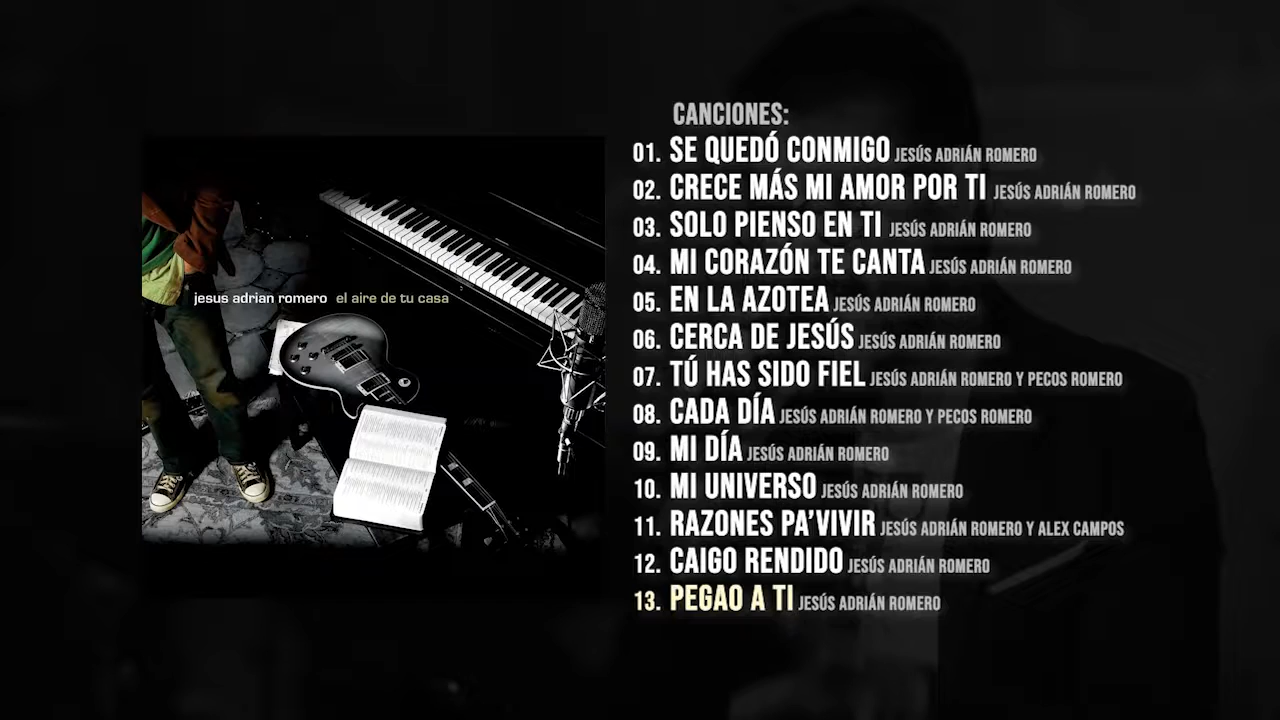 jesus adrian romero el aire de tu casa
CANCIONES:
01. SE QUEDÓ CONMIGO JESÚS ADRIÁN ROMERO
02. CRECE MÁS MI AMOR POR TI JESÚS ADRIÁN ROMERO
03. SOLO PIENSO EN TI JESÚS ADRIÁN ROMERO
04. MI CORAZÓN TE CANTA JESÚS ADRIÁN ROMERO
05. EN LA AZOTEA JESÚS ADRIÁN ROMERO
06. CERCA DE JESÚS JESÚS ADRIÁN ROMERO
07. TÚ HAS SIDO FIEL JESÚS ADRIÁN ROMERO Y PECOS ROMERO
08. CADA DÍA JESÚS ADRIÁN ROMERO Y PECOS ROMERO
09. MI DÍA JESÚS ADRIÁN ROMERO
10. MI UNIVERSO JESÚS ADRIÁN ROMERO
11. RAZONES PA’VIVIR JESÚS ADRIÁN ROMERO Y ALEX CAMPOS
12. CAIGO RENDIDO JESÚS ADRIÁN ROMERO
13. PEGAO A TI JESÚS ADRIÁN ROMERO